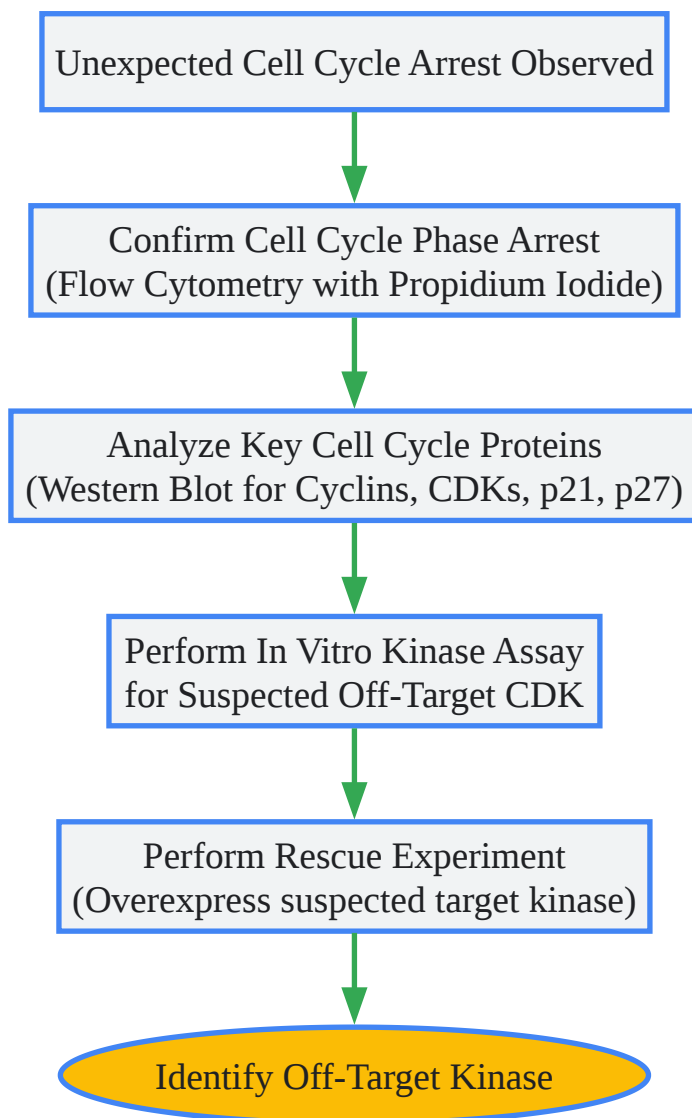 Unexpected Cell Cycle Arrest Observed
Confirm Cell Cycle Phase Arrest
(Flow Cytometry with Propidium Iodide)
Analyze Key Cell Cycle Proteins
(Western Blot for Cyclins, CDKs, p21, p27)
Perform In Vitro Kinase Assay
for Suspected Off-Target CDK
Perform Rescue Experiment
(Overexpress suspected target kinase)
Identify Off-Target Kinase